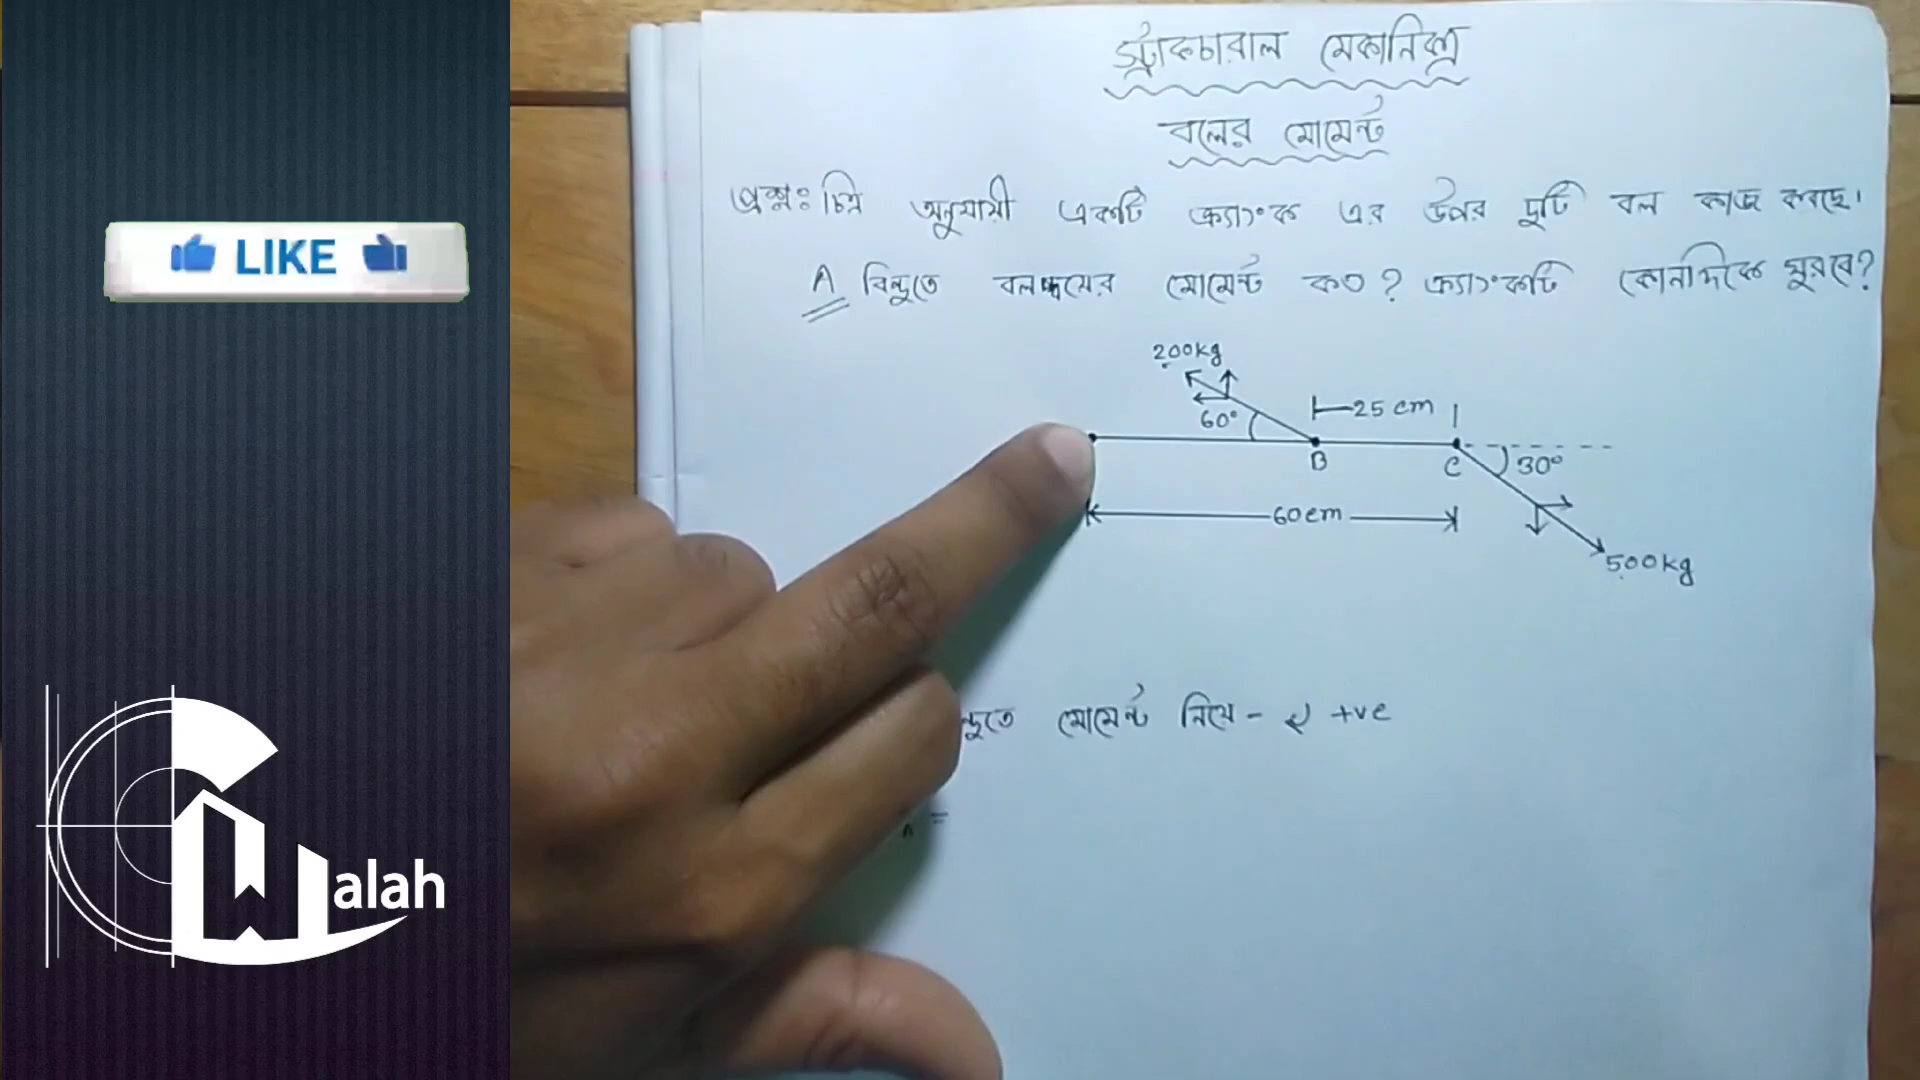 স্ট্রাকচারাল মেকানিক্স
বলের মোমেন্ট
প্রশ্নঃ চিত্র অনুযায়ী একটি ক্র্যাংক এর উপর দুটি বল কাজ করছে।
A বিন্দুতে বলদ্বয়ের মোমেন্ট কত? ক্র্যাংকটি কোনদিকে ঘুরবে?
200kg
60°
25 cm
B
C
30°
60cm
500kg
ন্দুতে মোমেন্ট নিয়ে - +ve
A =
LIKE
Walah